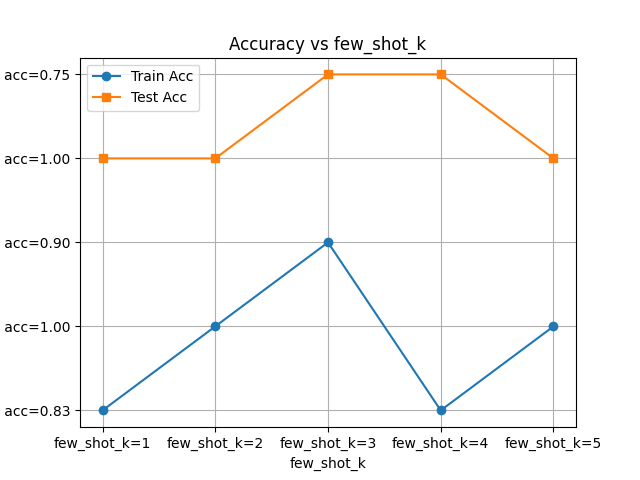 Accuracy vs few_shot_k
Train Acc
Test Acc
acc=0.75
acc=1.00
acc=0.90
acc=1.00
acc=0.83
few_shot_k=1 few_shot_k=2 few_shot_k=3 few_shot_k=4 few_shot_k=5
few_shot_k